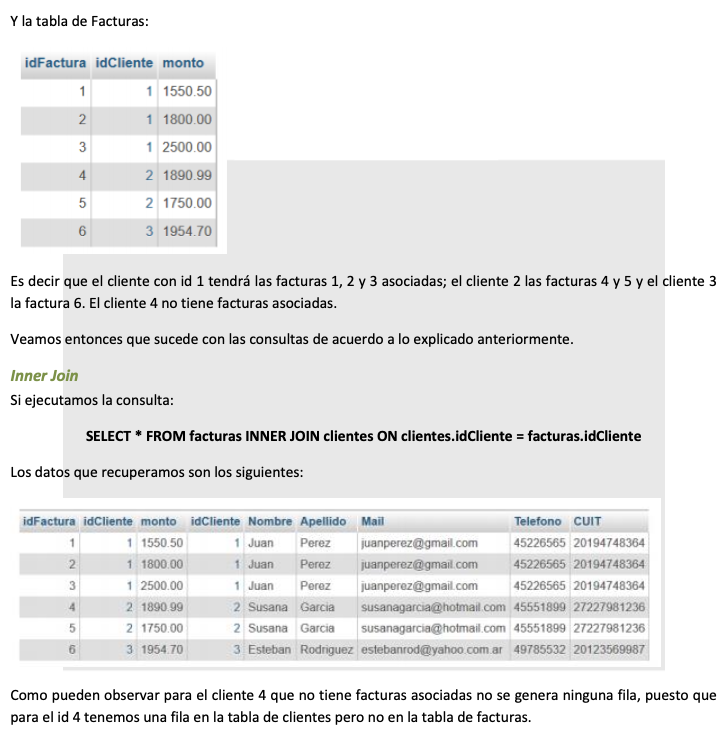 Y la tabla de Facturas:
idFactura idCliente monto
1 1 1550.50
2 1 1800.00
3 1 2500.00
4 2 1890.99
5 2 1750.00
6 3 1954.70
Es decir que el cliente con id 1 tendrá las facturas 1, 2 y 3 asociadas; el cliente 2 las facturas 4 y 5 y el cliente 3
la factura 6. El cliente 4 no tiene facturas asociadas.
Veamos entonces que sucede con las consultas de acuerdo a lo explicado anteriormente.
Inner Join
Si ejecutamos la consulta:
SELECT * FROM facturas INNER JOIN clientes ON clientes.idCliente = facturas.idCliente
Los datos que recuperamos son los siguientes:
idFactura idCliente monto idCliente Nombre Apellido Mail Telefono CUIT
1 1 1550.50 1 Juan Perez juanperez@gmail.com 45226565 20194748364
2 1 1800.00 1 Juan Perez juanperez@gmail.com 45226565 20194748364
3 1 2500.00 1 Juan Perez juanperez@gmail.com 45226565 20194748364
4 2 1890.99 2 Susana Garcia susanagarcia@hotmail.com 45551899 27227981236
5 2 1750.00 2 Susana Garcia susanagarcia@hotmail.com 45551899 27227981236
6 3 1954.70 3 Esteban Rodriguez estebanrod@yahoo.com.ar 49785532 20123569987
Como pueden observar para el cliente 4 que no tiene facturas asociadas no se genera ninguna fila, puesto que
para el id 4 tenemos una fila en la tabla de clientes pero no en la tabla de facturas.